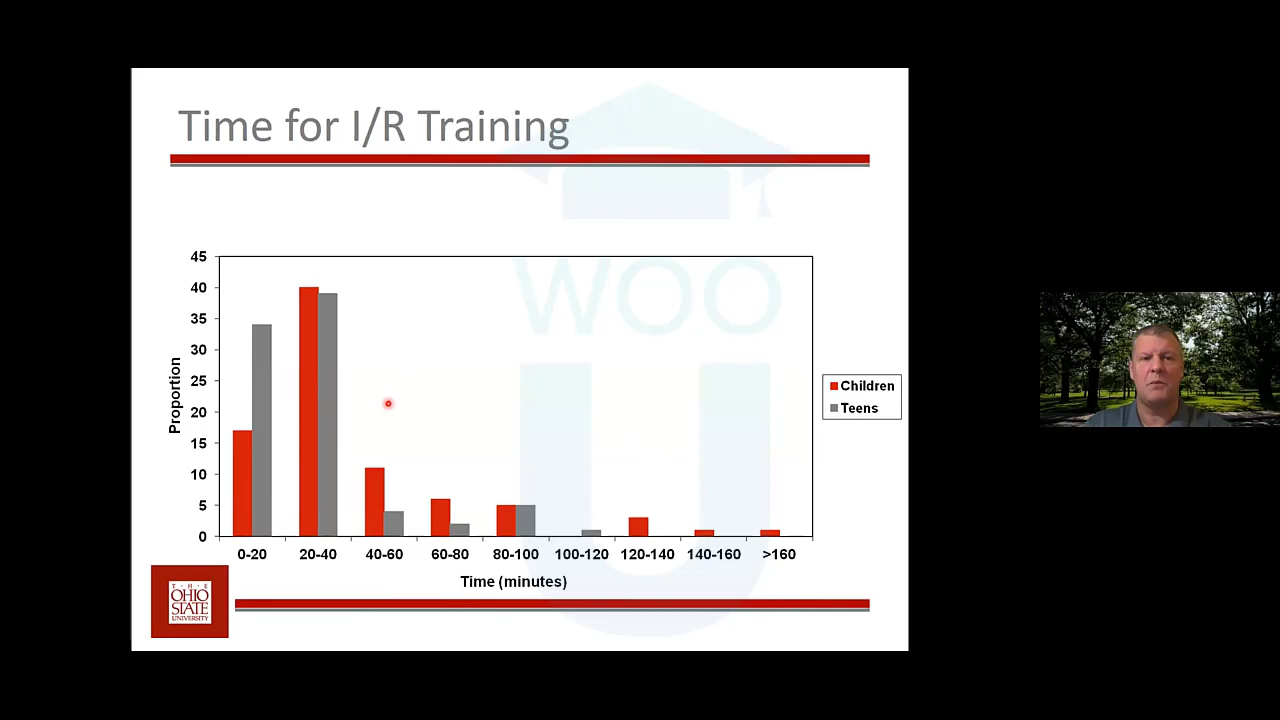 Time for I/R Training
WOO
U
45
40
35
30
25
20
15
10
5
0
Proportion
0-20 20-40 40-60 60-80 80-100 100-120 120-140 140-160 >160
Time (minutes)
Children
Teens
T · H · E
OHIO
STATE
UNIVERSITY